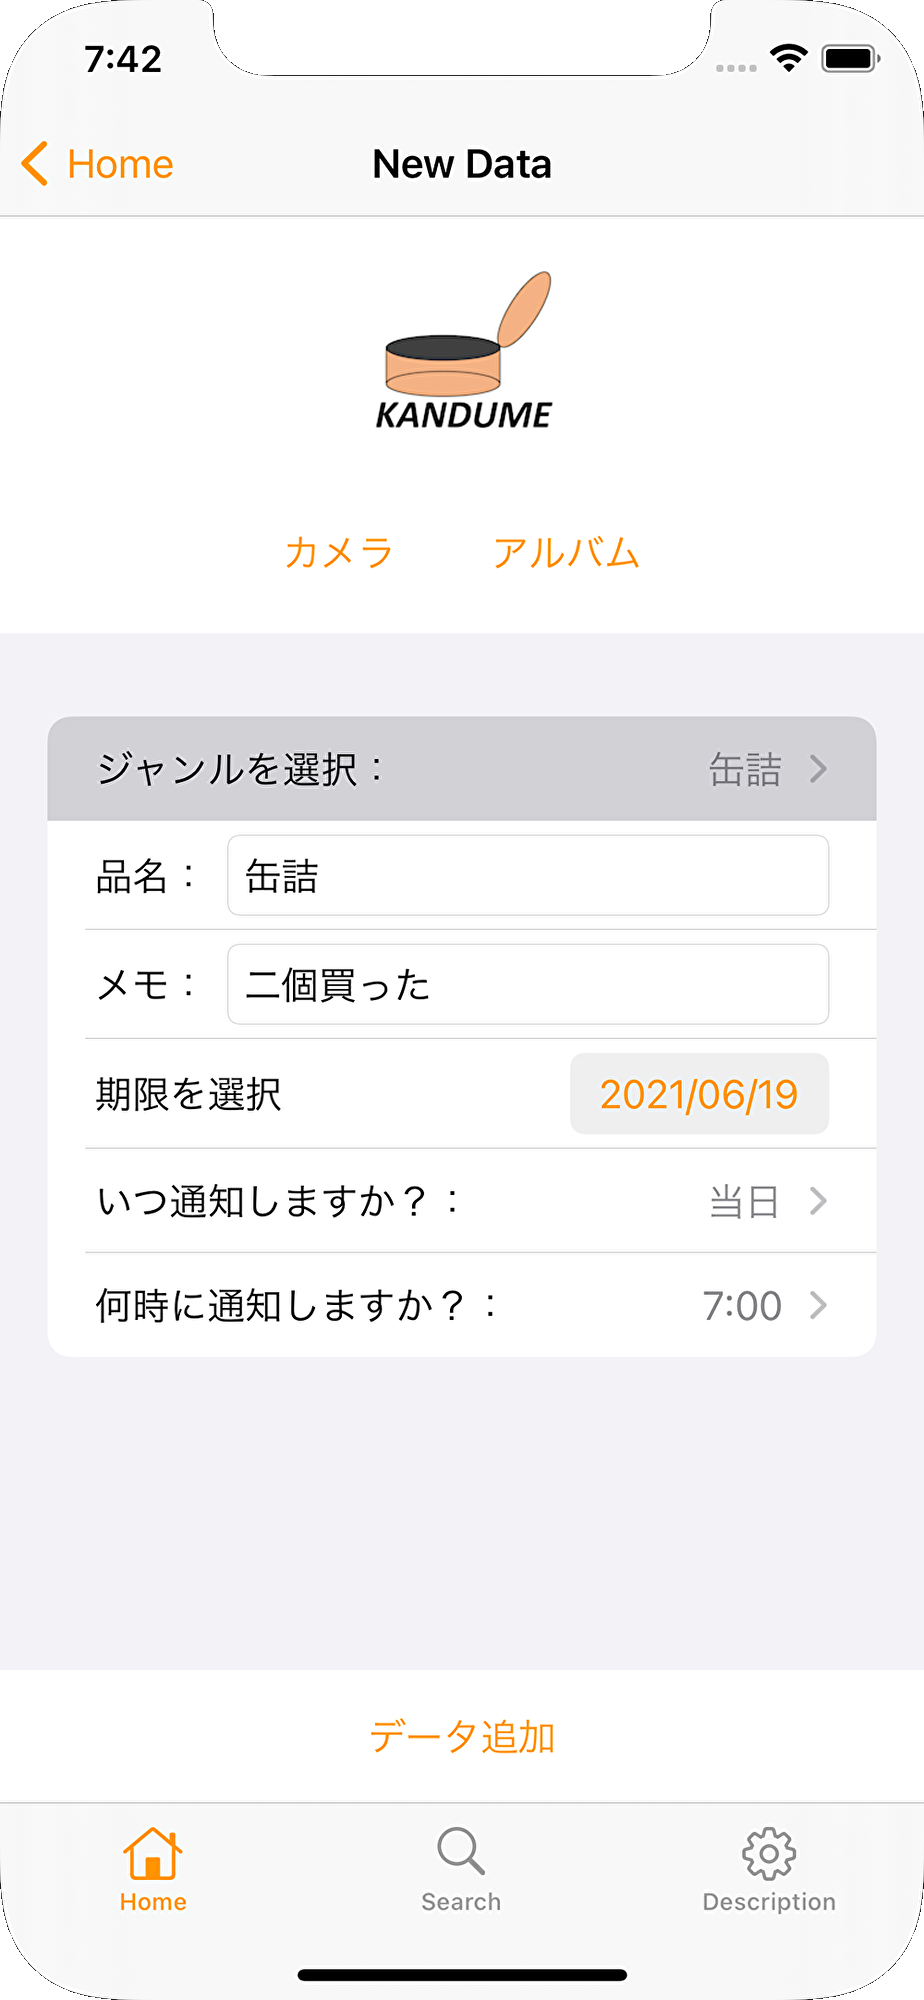 7:42
Home New Data
KANDUME
カメラ アルバム
ジャンルを選択： 缶詰
品名： 缶詰
メモ： 二個買った
期限を選択 2021/06/19
いつ通知しますか？： 当日
何時に通知しますか？： 7:00
データ追加
Home Search Description